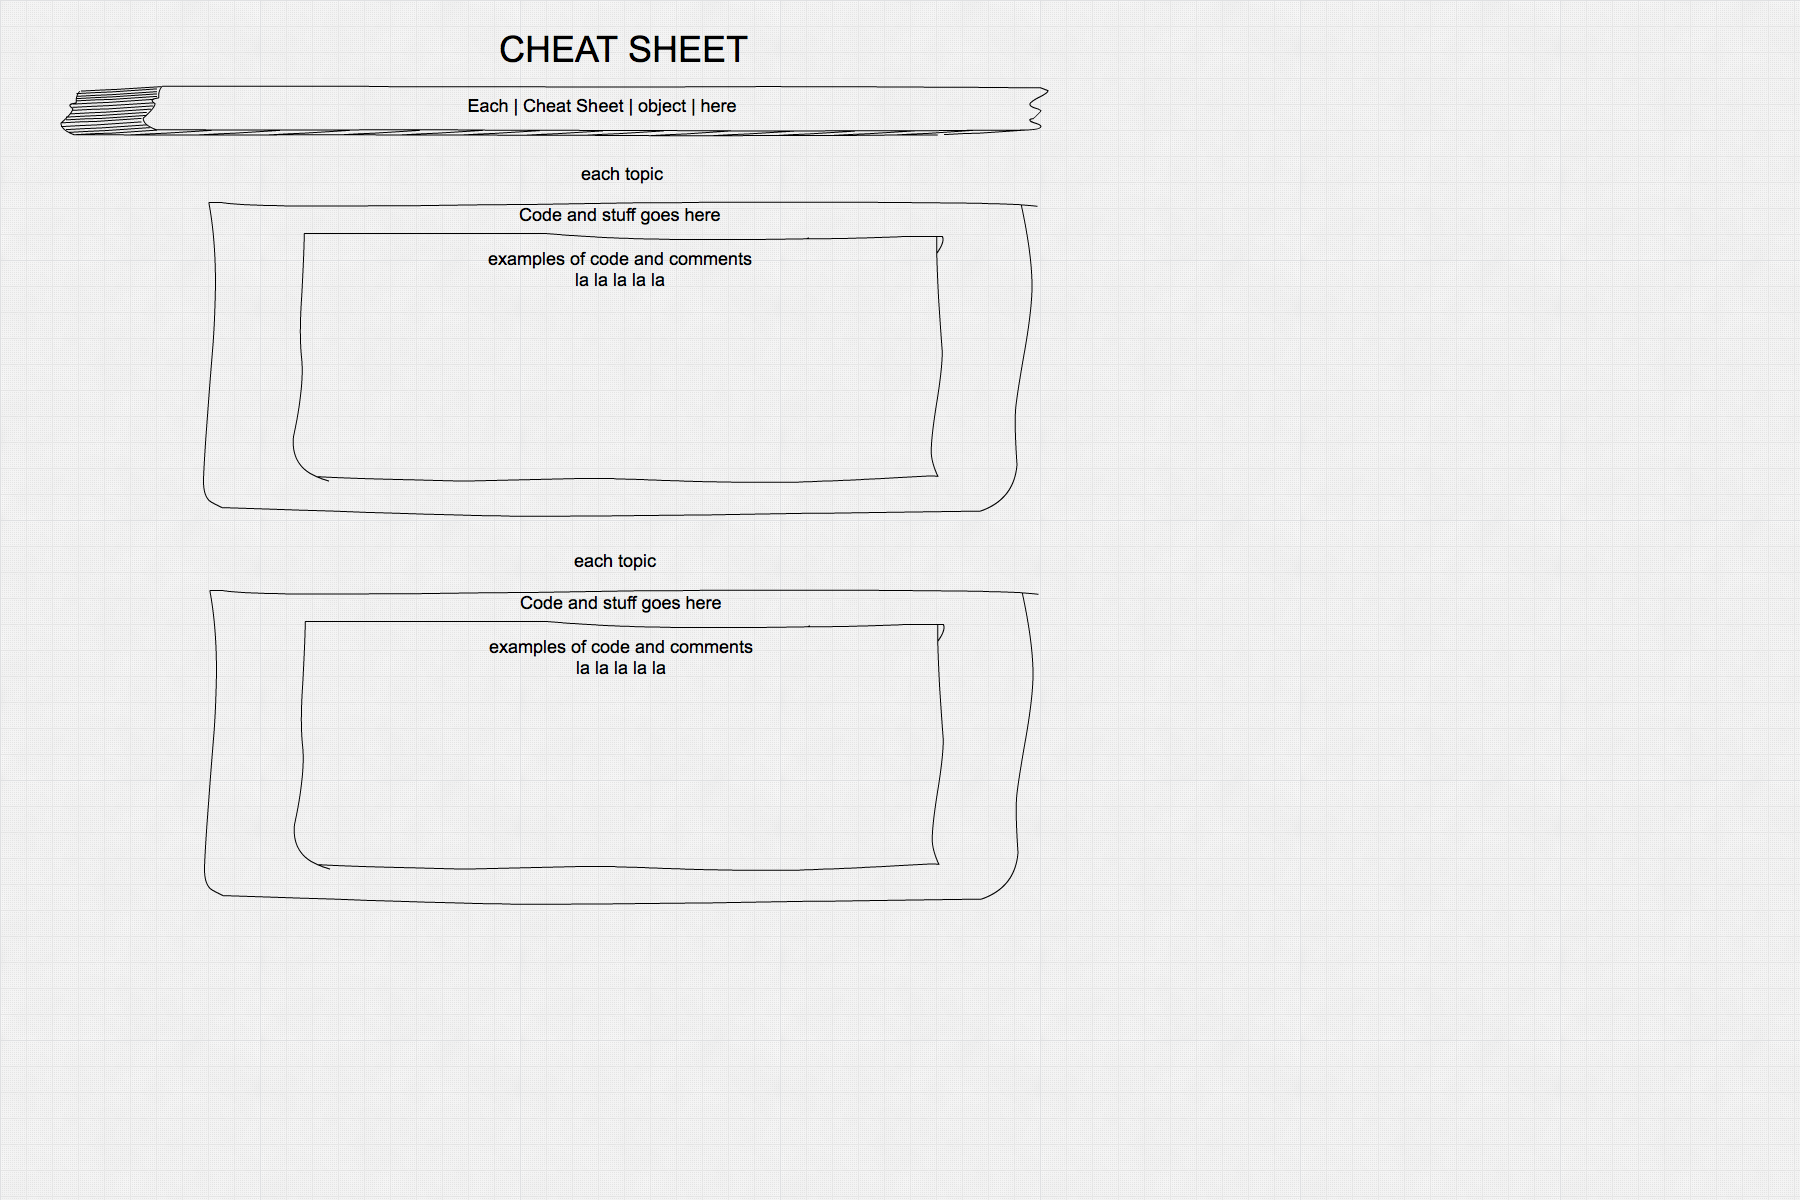 CHEAT SHEET
Each | Cheat Sheet | object | here
each topic
Code and stuff goes here
examples of code and comments
la la la la la
each topic
Code and stuff goes here
examples of code and comments
la la la la la